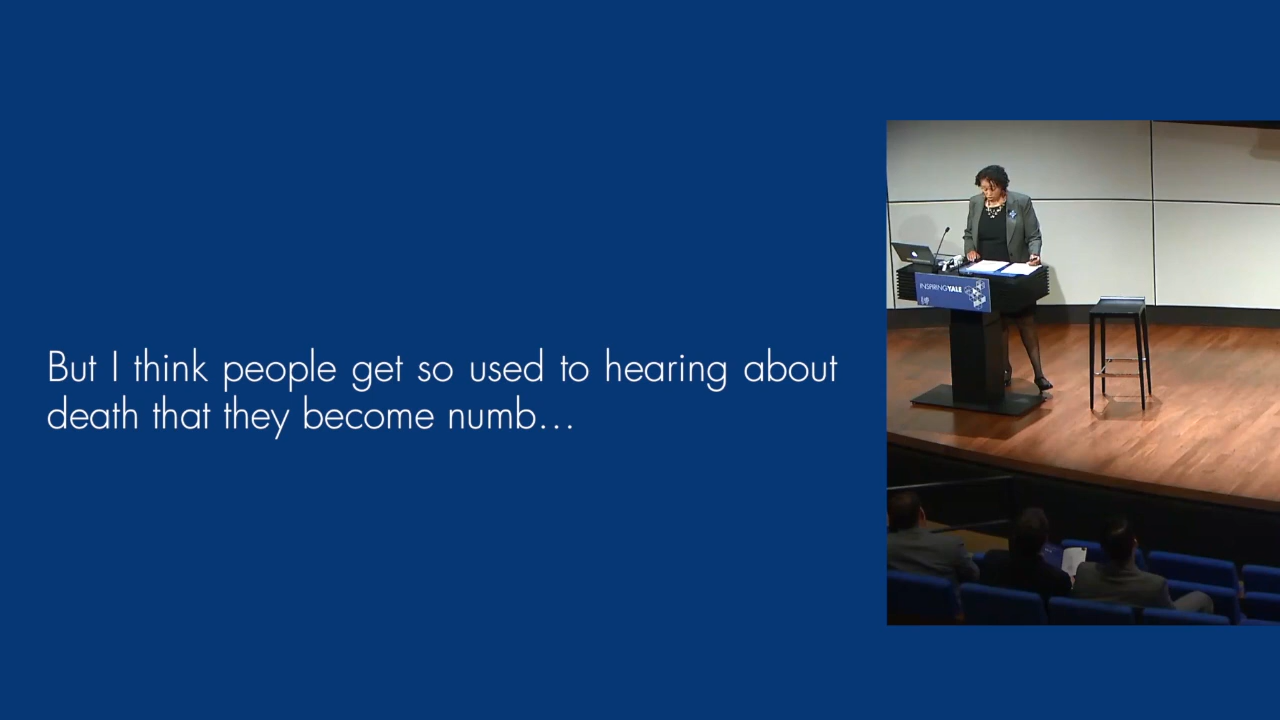 But I think people get so used to hearing about
death that they become numb...
INSPIRINGYALE